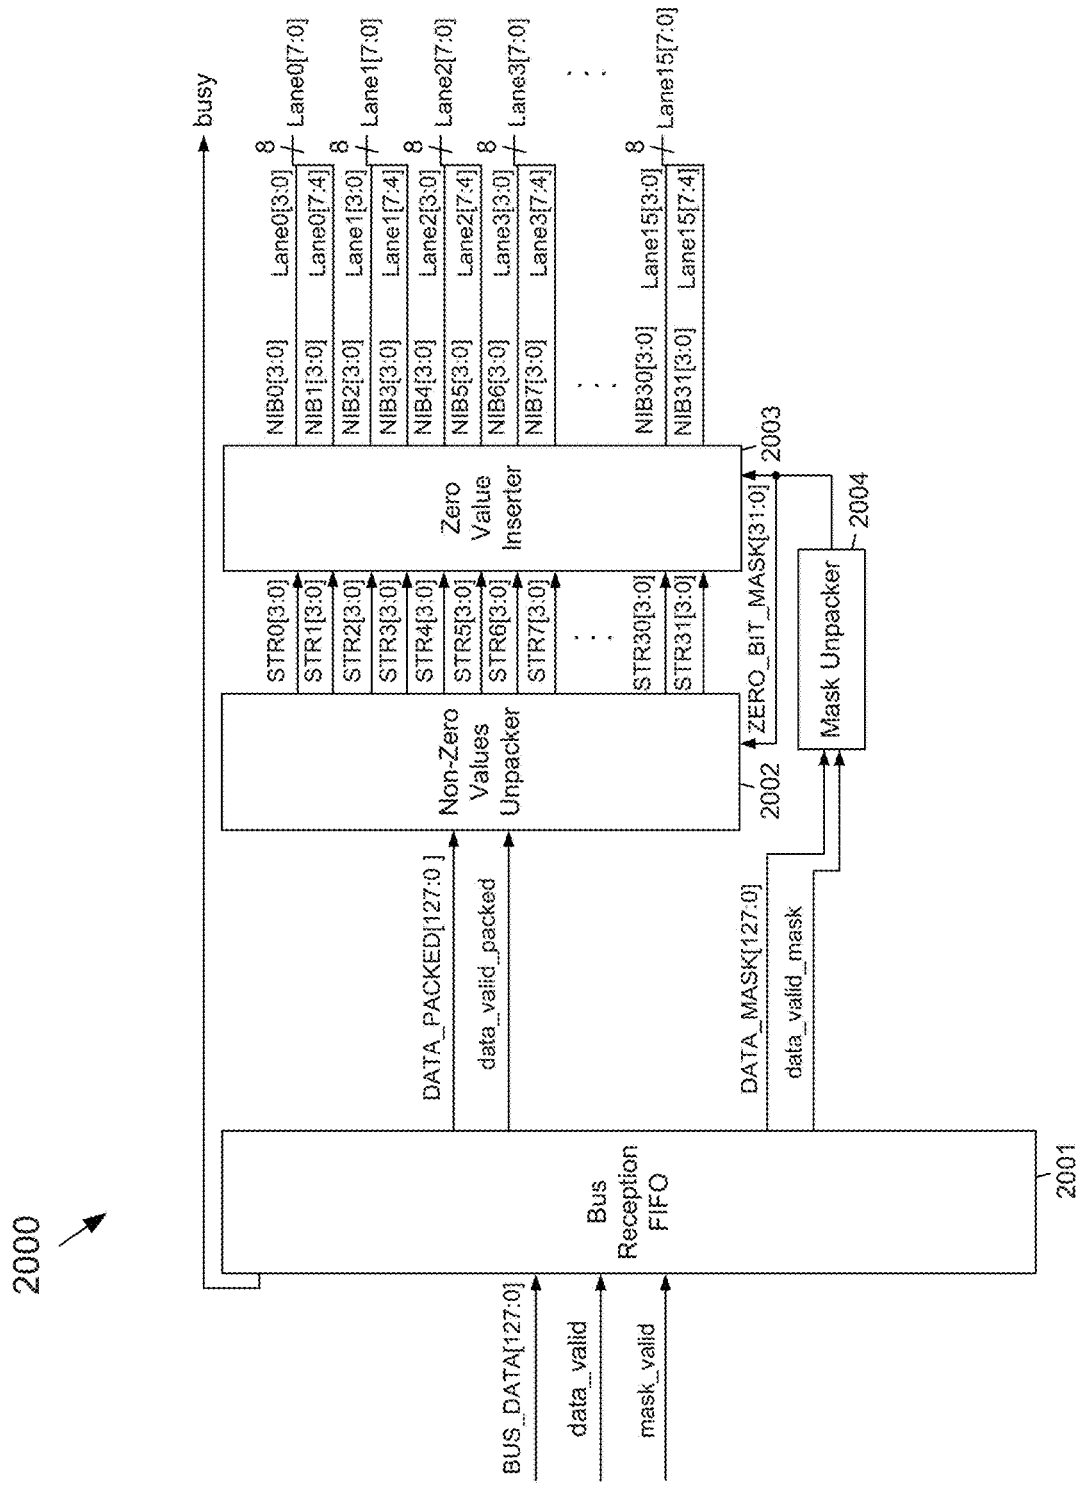 2000
busy
BUS_DATA[127:0]
data_valid
mask_valid
Bus
Reception
FIFO
2001
DATA_PACKED[127:0 ]
data_valid_packed
DATA_MASK[127:0]
data_valid_mask
Non-Zero
Values
Unpacker
2002
STR0[3:0]
STR1[3:0]
STR2[3:0]
STR3[3:0]
STR4[3:0]
STR5[3:0]
STR6[3:0]
STR7[3:0]
. . .
STR30[3:0]
STR31[3:0]
ZERO_BIT_MASK[31:0]
Mask Unpacker
2004
Zero
Value
Inserter
2003
NIB0[3:0]
NIB1[3:0]
NIB2[3:0]
NIB3[3:0]
NIB4[3:0]
NIB5[3:0]
NIB6[3:0]
NIB7[3:0]
. . .
NIB30[3:0]
NIB31[3:0]
Lane0[3:0]
Lane0[7:4]
Lane1[3:0]
Lane1[7:4]
Lane2[3:0]
Lane2[7:4]
Lane3[3:0]
Lane3[7:4]
Lane15[3:0]
Lane15[7:4]
8
8
8
8
8
Lane0[7:0]
Lane1[7:0]
Lane2[7:0]
Lane3[7:0]
. . .
Lane15[7:0]